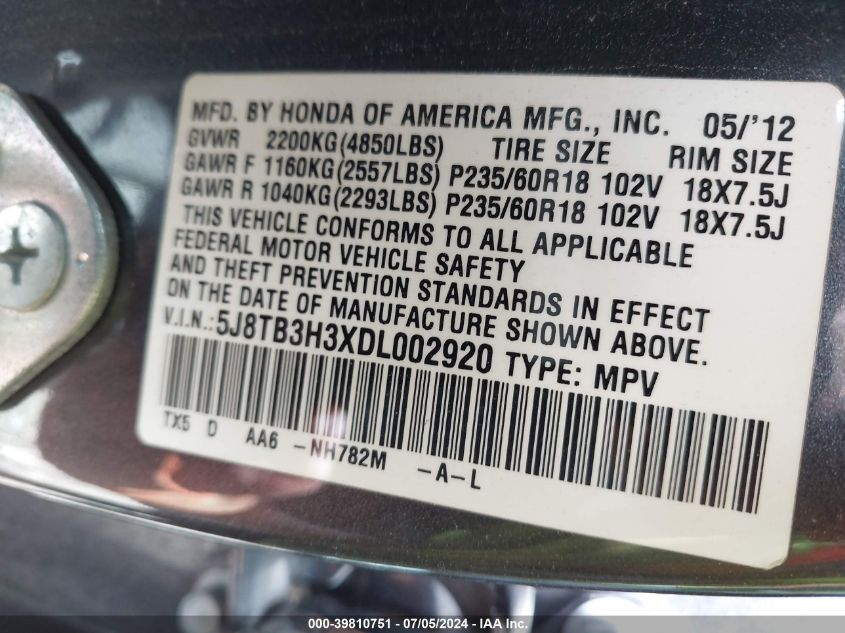 MFD. BY HONDA OF AMERICA MFG., INC. 05/'12
GVWR 2200KG(4850LBS) TIRE SIZE RIM SIZE
GAWR F 1160KG(2557LBS) P235/60R18 102V 18X7.5J
GAWR R 1040KG(2293LBS) P235/60R18 102V 18X7.5J
THIS VEHICLE CONFORMS TO ALL APPLICABLE
FEDERAL MOTOR VEHICLE SAFETY
AND THEFT PREVENTION STANDARDS IN EFFECT
ON THE DATE OF MANUFACTURE SHOWN ABOVE.
V.I.N.:5J8TB3H3XDL002920 TYPE: MPV
TX5 D AA6 -NH782M -A-L
000-39810751 / 07/05/2024 - IAA Inc.